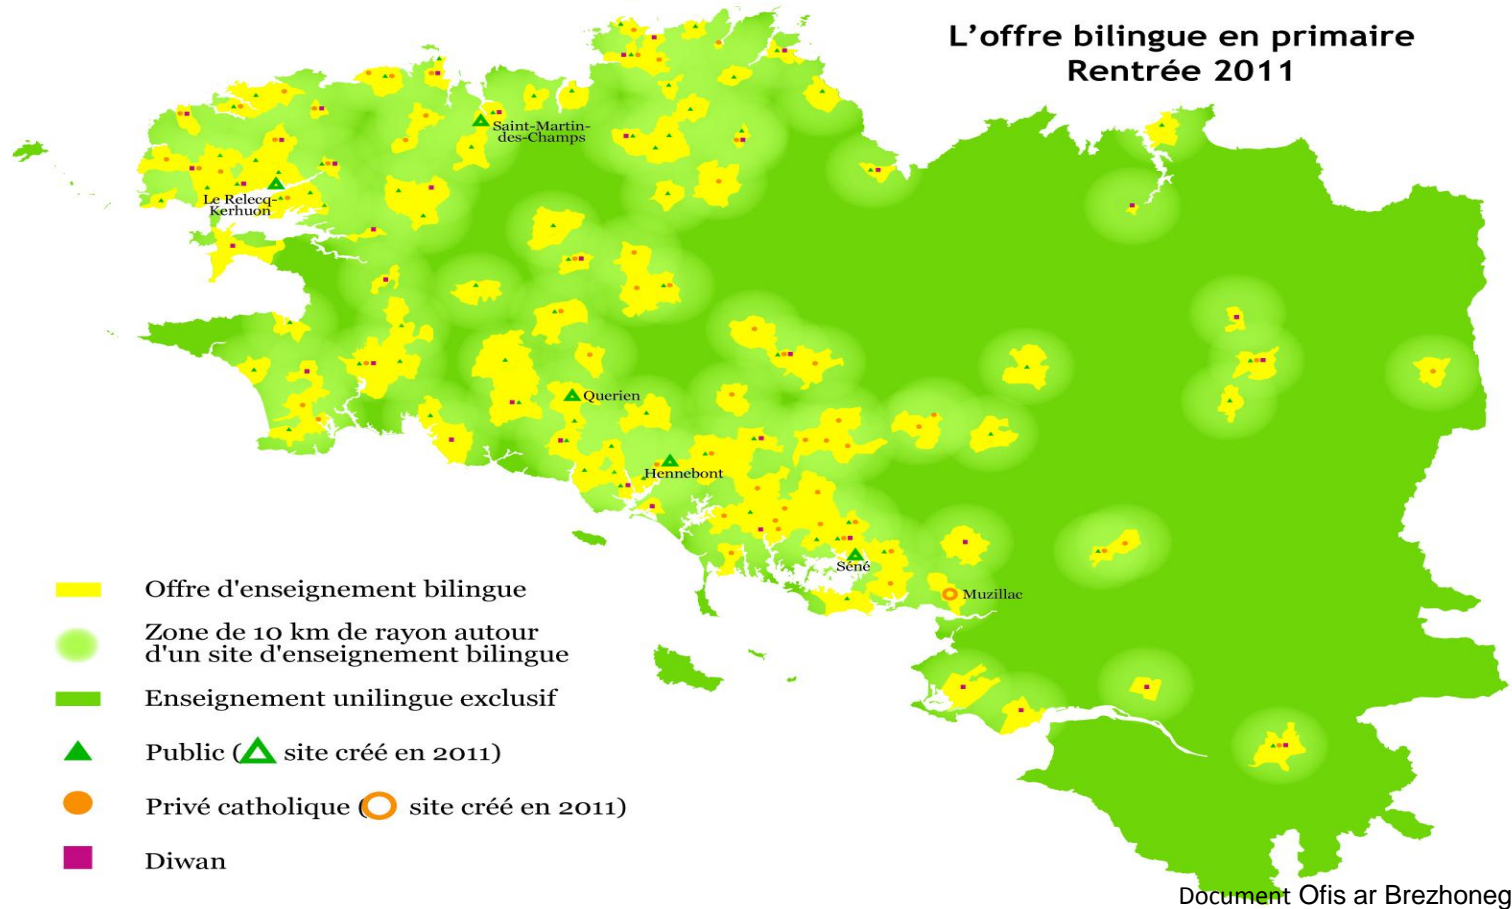 L'offre bilingue en primaire
Rentrée 2011
Saint-Martin-
des-Champs
Le Relecq-
Kerhuon
Querien
Hennebont
Séné
Muzillac
Offre d'enseignement bilingue
Zone de 10 km de rayon autour
d'un site d'enseignement bilingue
Enseignement unilingue exclusif
Public ( site créé en 2011)
Privé catholique ( site créé en 2011)
Diwan
Document Ofis ar Brezhoneg